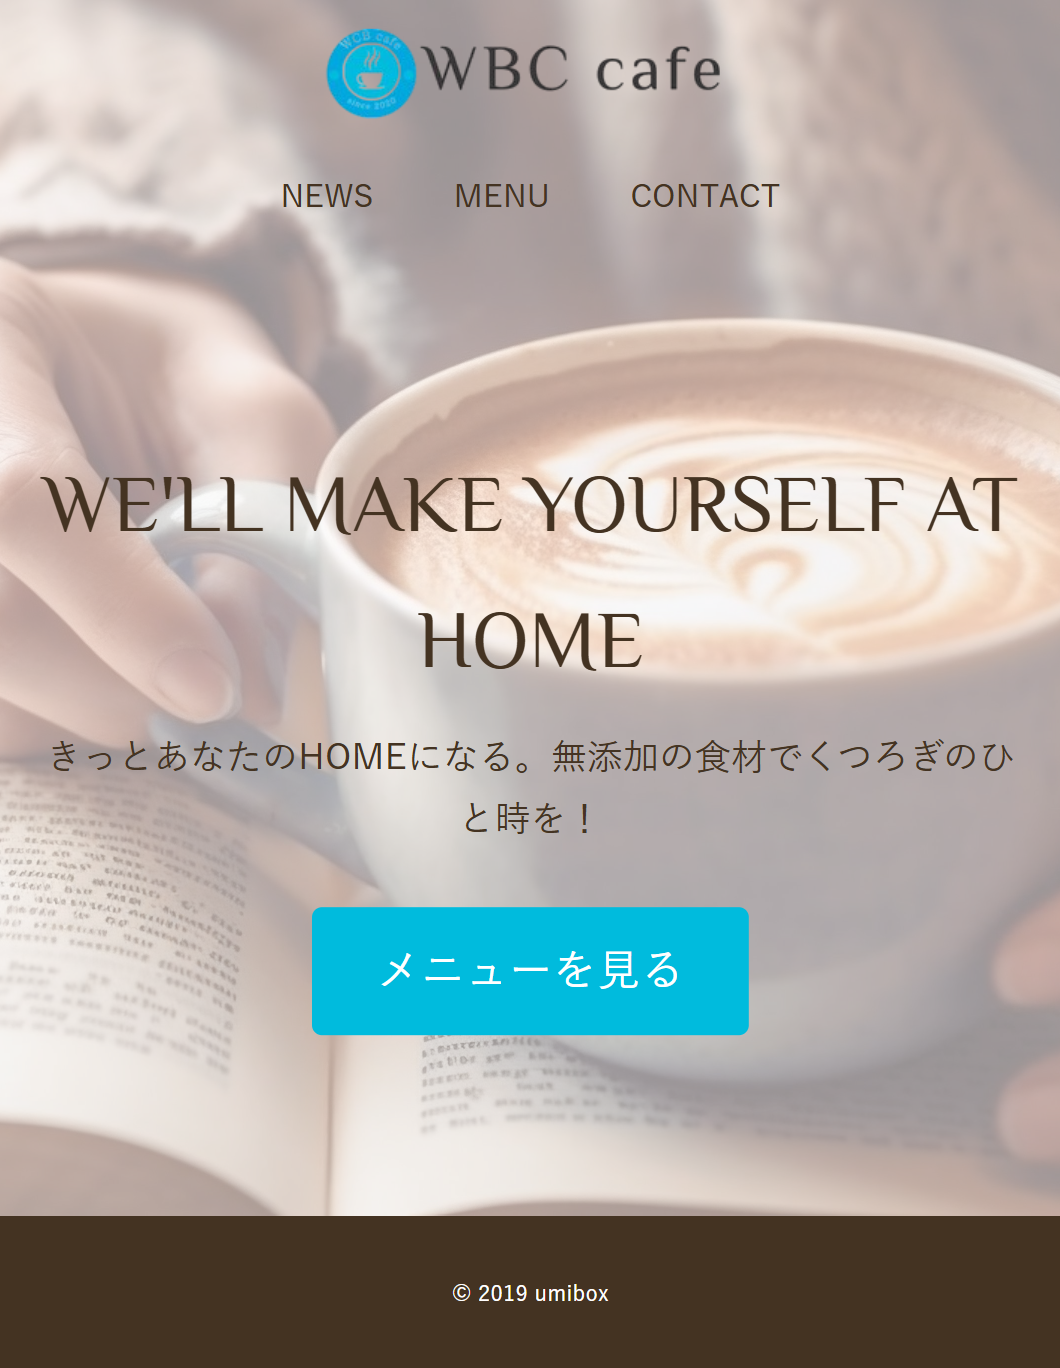 WCB cafe
since 2020
WBC cafe
NEWS MENU CONTACT
WE'LL MAKE YOURSELF AT
HOME
きっとあなたのHOMEになる。無添加の食材でくつろぎのひ
と時を！
メニューを見る
© 2019 umibox